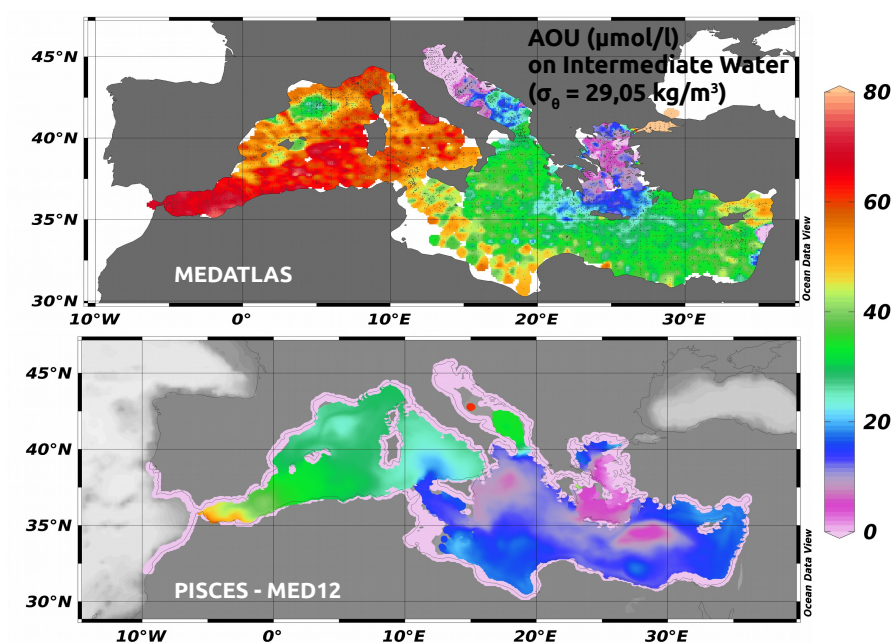 AOU (µmol/l)
on Intermediate Water
(σθ = 29,05 kg/m³)
45°N
40°N
35°N
30°N
MEDATLAS
Ocean Data View
10°W 0° 10°E 20°E 30°E
80
60
40
20
0
45°N
40°N
35°N
30°N
PISCES - MED12
Ocean Data View
10°W 0° 10°E 20°E 30°E